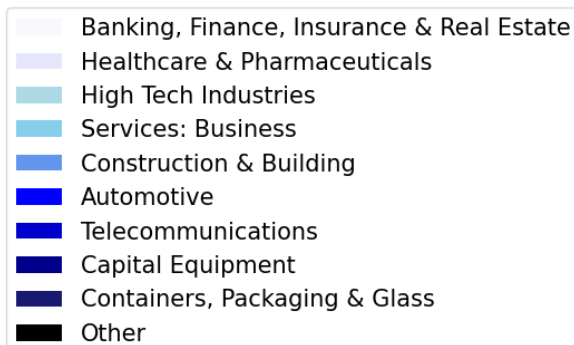 Banking, Finance, Insurance & Real Estate
Healthcare & Pharmaceuticals
High Tech Industries
Services: Business
Construction & Building
Automotive
Telecommunications
Capital Equipment
Containers, Packaging & Glass
Other